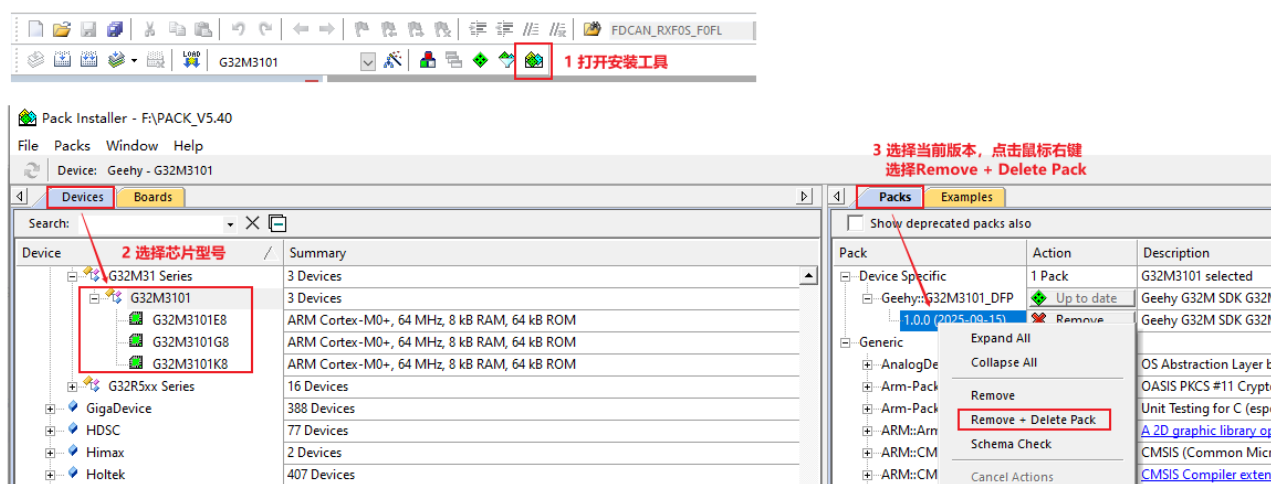 FDCAN_RXF0S_F0FL
LOAD G32M3101 1 打开安装工具
Pack Installer - F:\PACK_V5.40
File Packs Window Help
3 选择当前版本，点击鼠标右键
选择Remove + Delete Pack
Device: Geehy - G32M3101
Devices Boards Packs Examples
Search: Show deprecated packs also
2 选择芯片型号
Device Summary Pack Action Description
G32M31 Series 3 Devices Device Specific 1 Pack G32M3101 selected
G32M3101 3 Devices Geehy::G32M3101_DFP Up to date Geehy G32M SDK G32M
G32M3101E8 ARM Cortex-M0+, 64 MHz, 8 kB RAM, 64 kB ROM 1.0.0 (2025-09-15) Remove Geehy G32M SDK G32M
G32M3101G8 ARM Cortex-M0+, 64 MHz, 8 kB RAM, 64 kB ROM Generic Expand All
G32M3101K8 ARM Cortex-M0+, 64 MHz, 8 kB RAM, 64 kB ROM AnalogDe Collapse All OS Abstraction Layer
G32R5xx Series 16 Devices Arm-Pack Remove OASIS PKCS #11 Crypt
GigaDevice 388 Devices Arm-Pack Remove + Delete Pack Unit Testing for C (esp
HDSC 77 Devices ARM::Arm A 2D graphic library op
Himax 2 Devices ARM::CM Schema Check CMSIS (Common Micr
Holtek 407 Devices ARM::CM Cancel Actions CMSIS Compiler exten